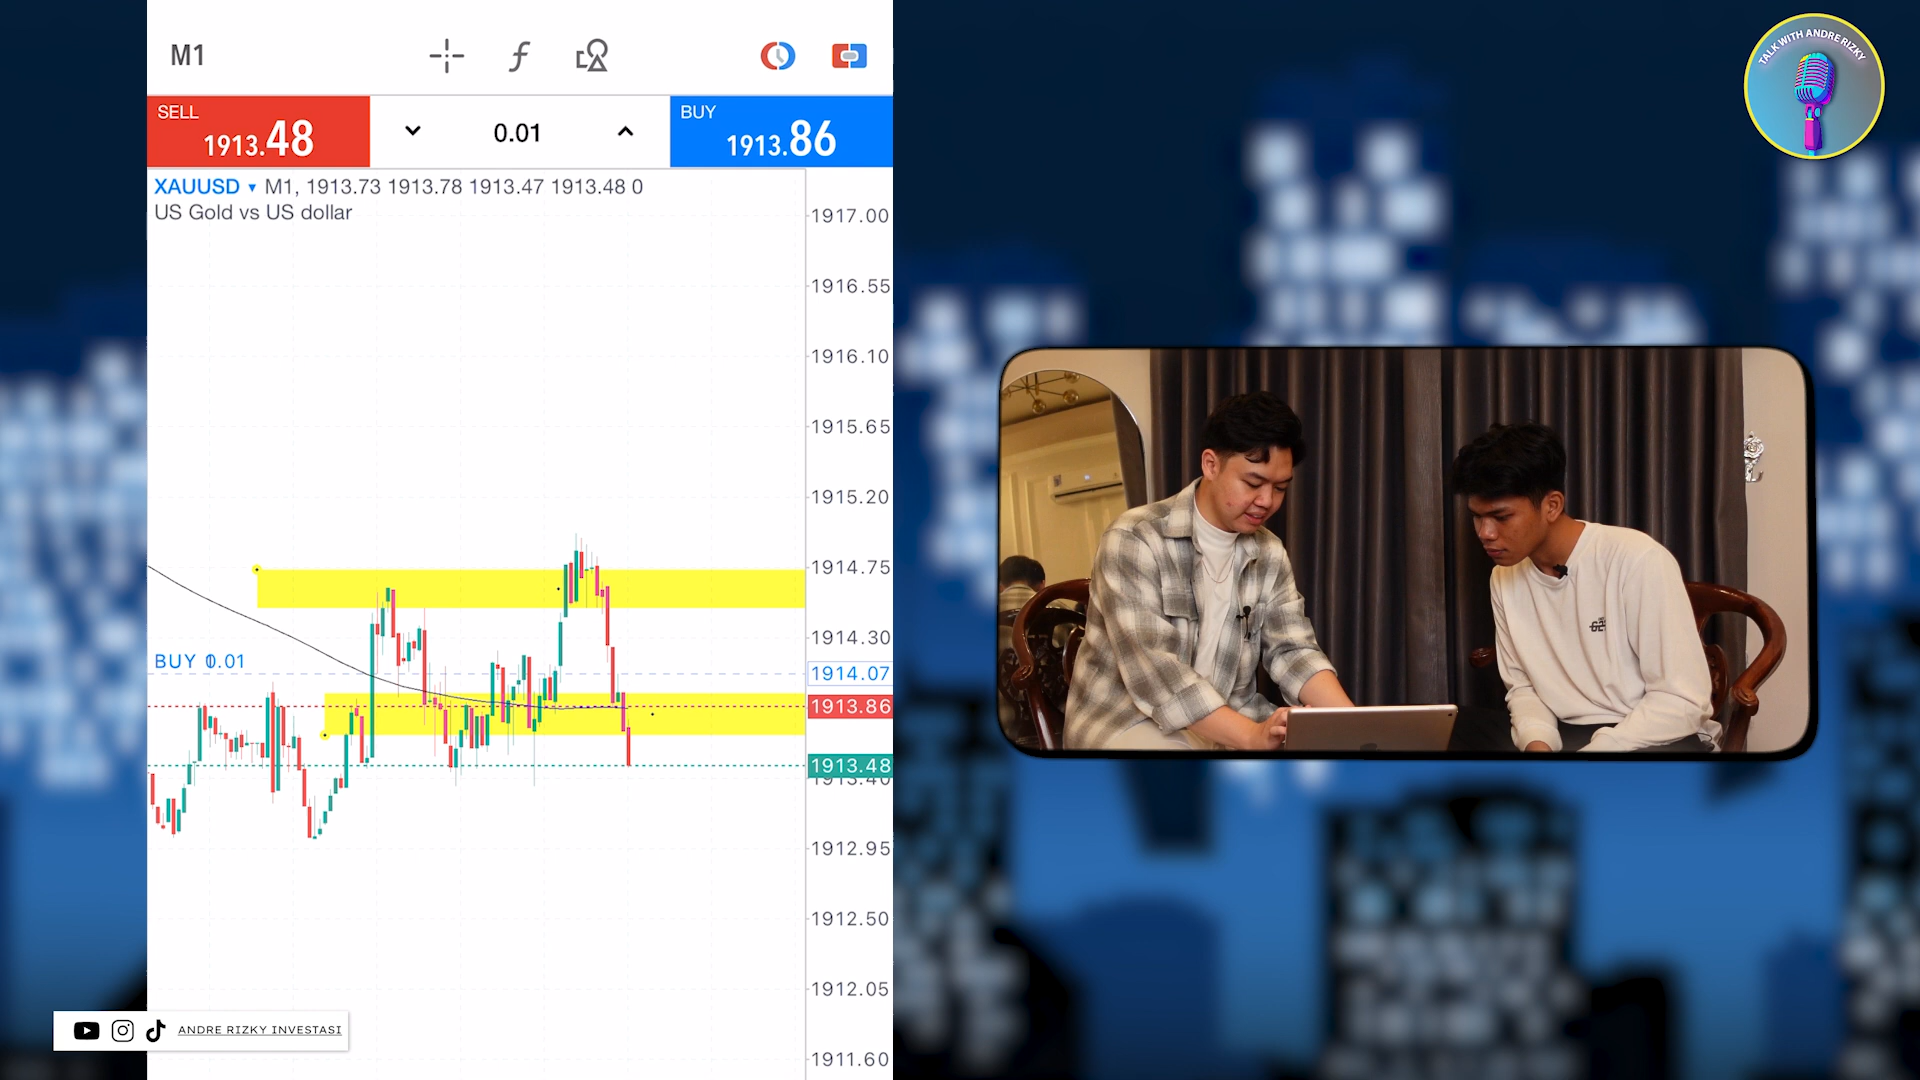 M1
SELL
1913.48
0.01
BUY
1913.86
XAUUSD M1, 1913.73 1913.78 1913.47 1913.48 0
US Gold vs US dollar
1917.00
1916.55
1916.10
1915.65
1915.20
1914.75
1914.30
BUY 0.01
1914.07
1913.86
1913.48
1913.40
1912.95
1912.50
1912.05
1911.60
ANDRE RIZKY INVESTASI
TALK WITH ANDRE RIZKY